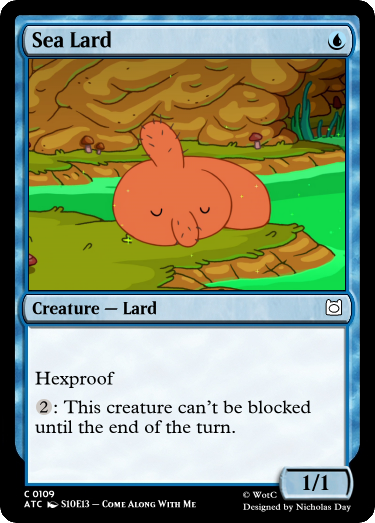 Sea Lard
Creature — Lard
Hexproof
2: This creature can't be blocked
until the end of the turn.
1/1
C 0109
ATC S10E13 — Come Along With Me
© WotC
Designed by Nicholas Day